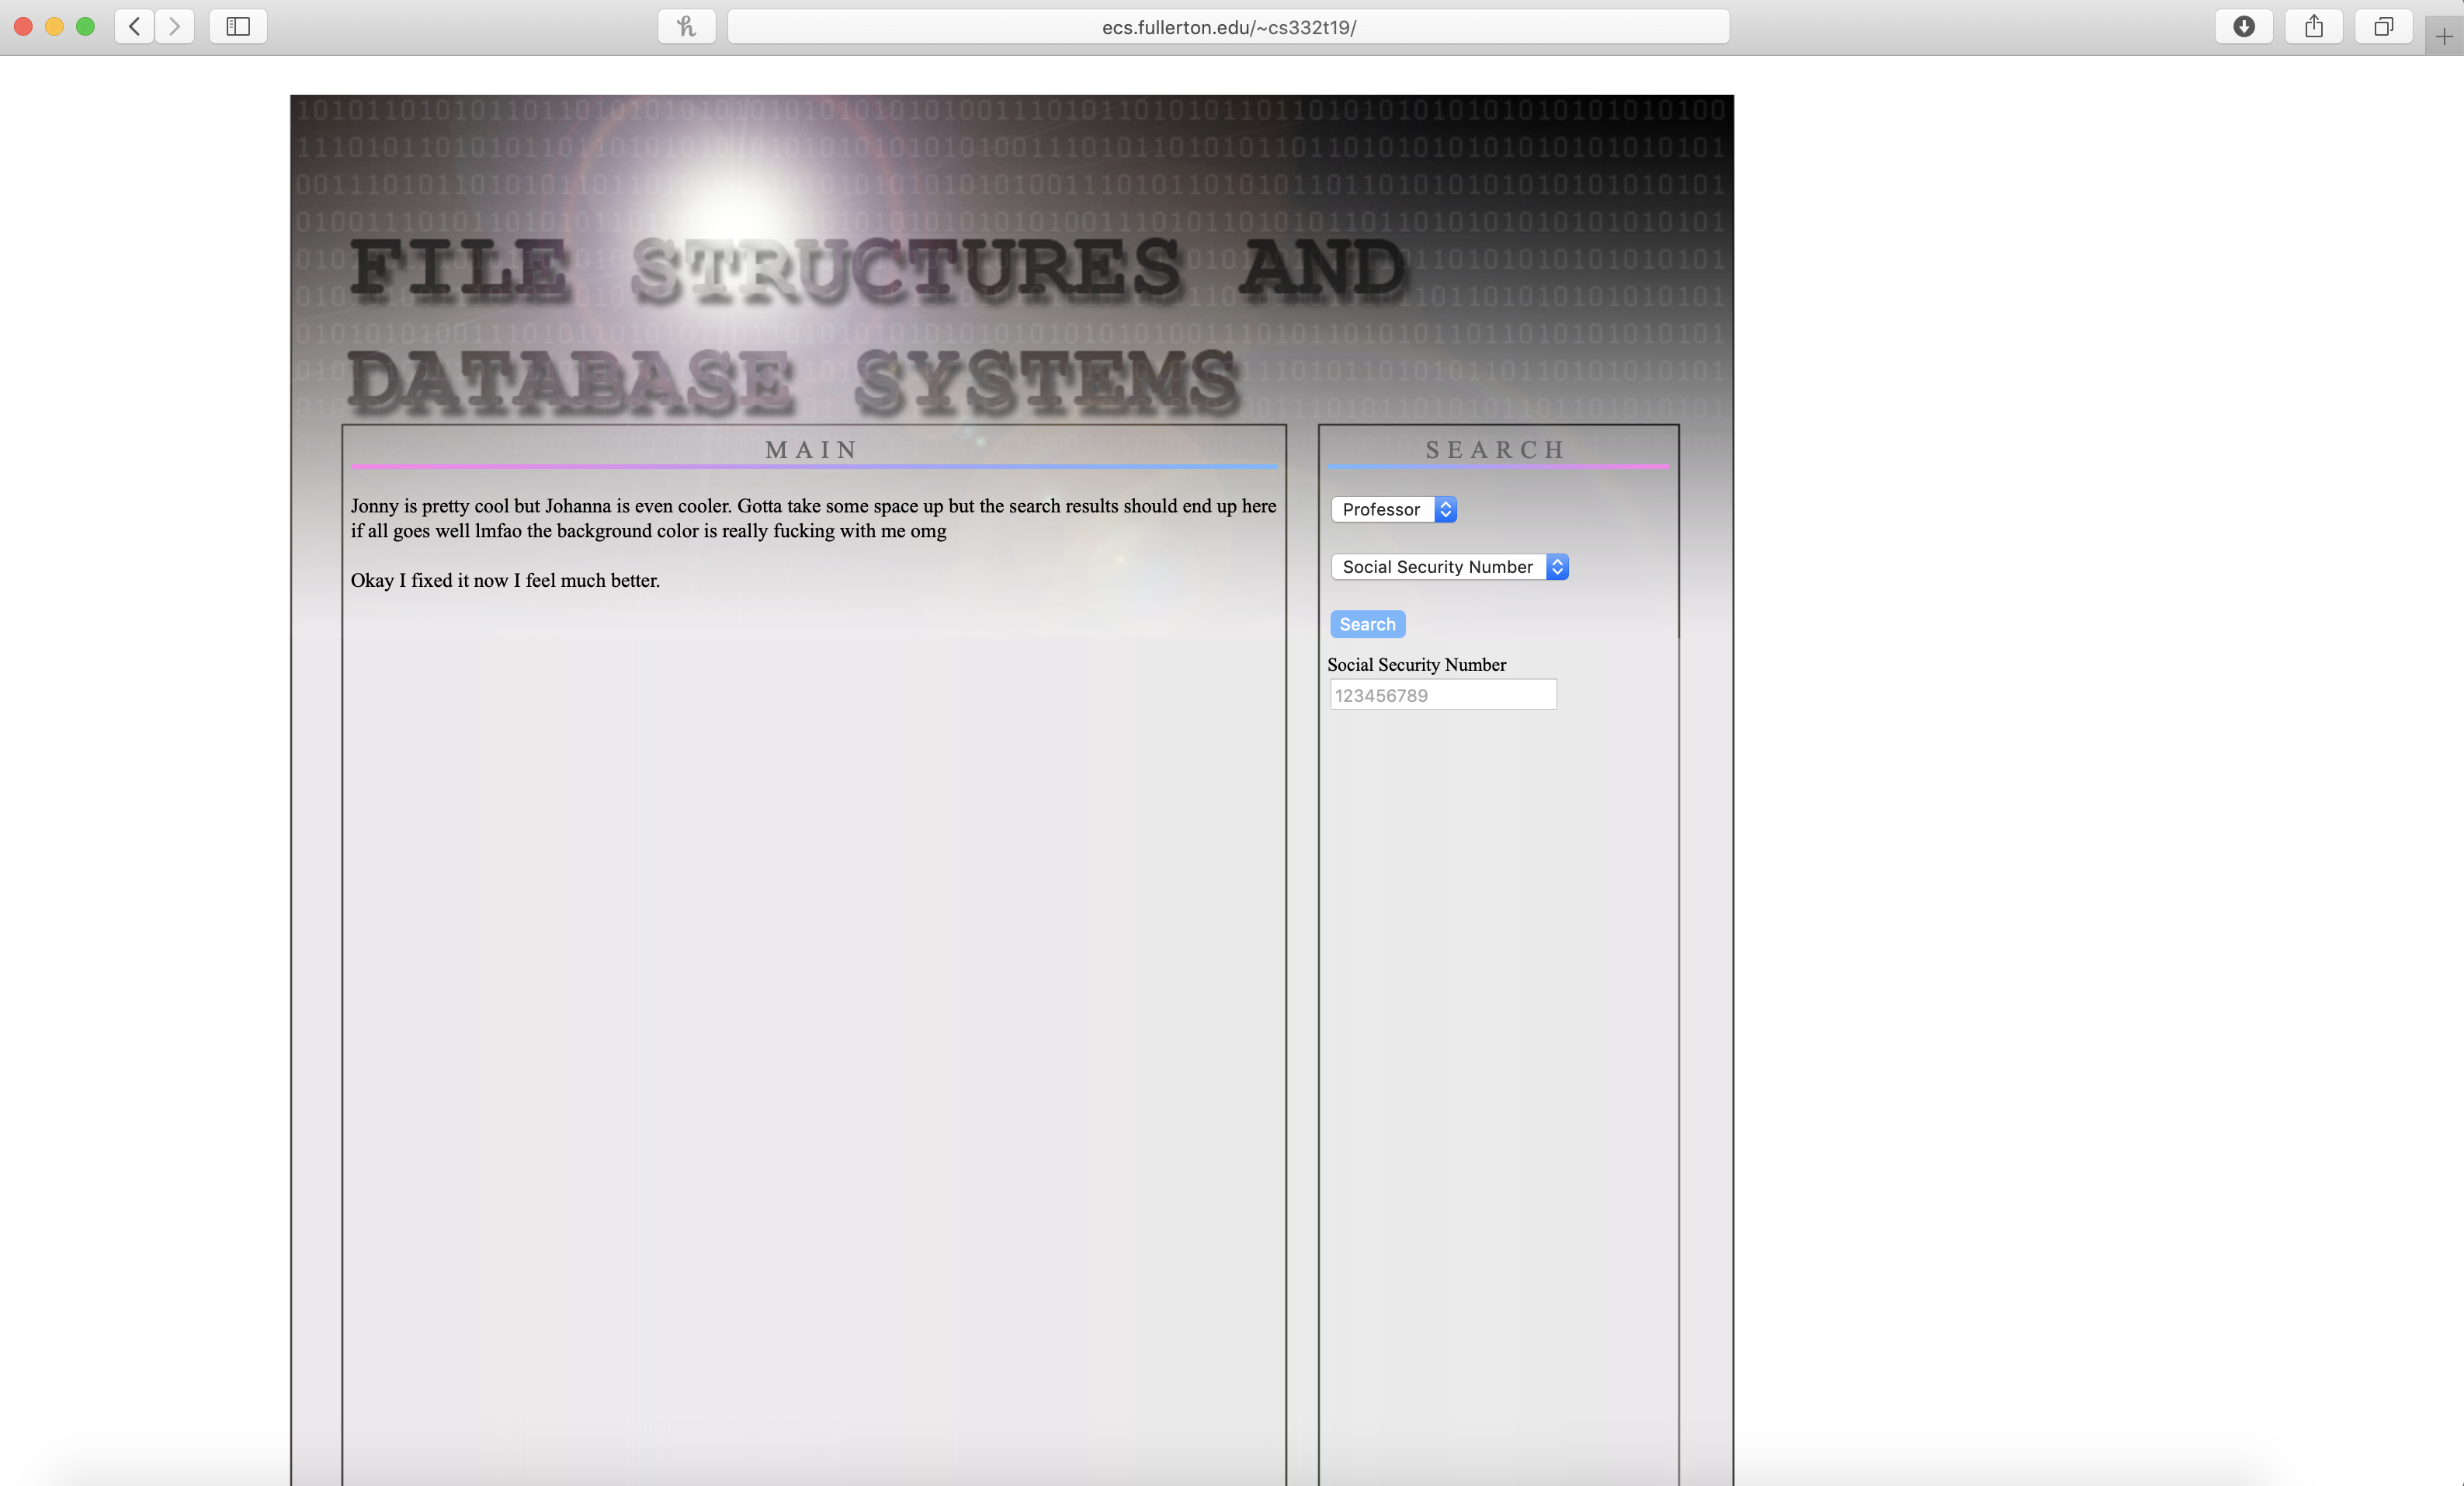 ecs.fullerton.edu/~cs332t19/
FILE STRUCTURES AND
DATABASE SYSTEMS
MAIN
Jonny is pretty cool but Johanna is even cooler. Gotta take some space up but the search results should end up here
if all goes well lmfao the background color is really fucking with me omg
Okay I fixed it now I feel much better.
SEARCH
Professor
Social Security Number
Search
Social Security Number
123456789